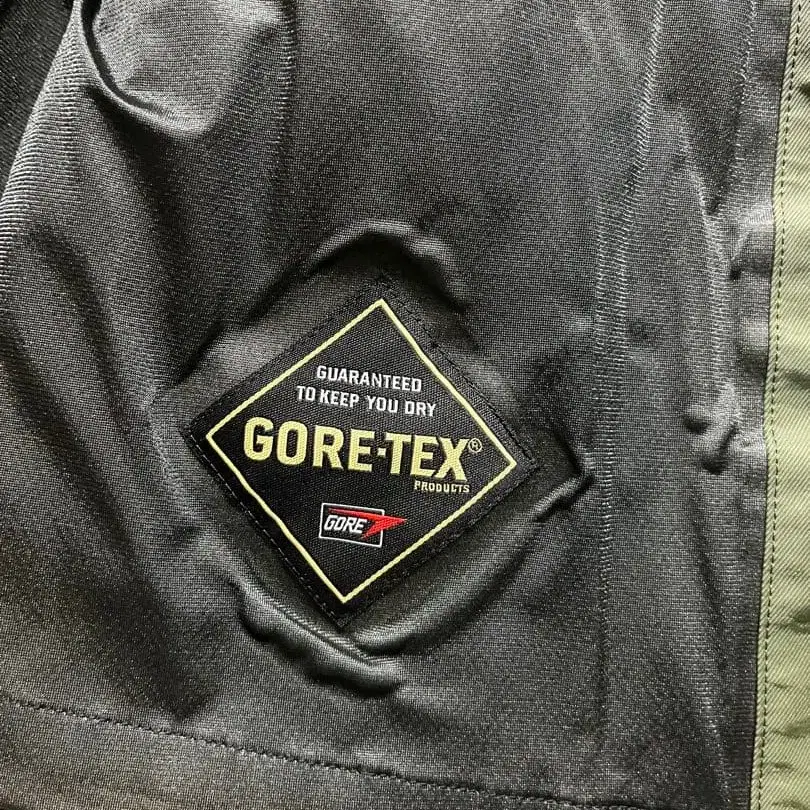 GUARANTEED
TO KEEP YOU DRY
GORE-TEX®
PRODUCTS
GORE